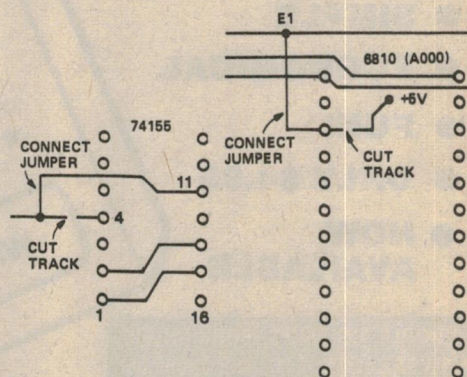 E1
6810 (A000)
+5V
CONNECT
JUMPER
CUT
TRACK
74155
CONNECT
JUMPER
11
4
CUT
TRACK
1
16